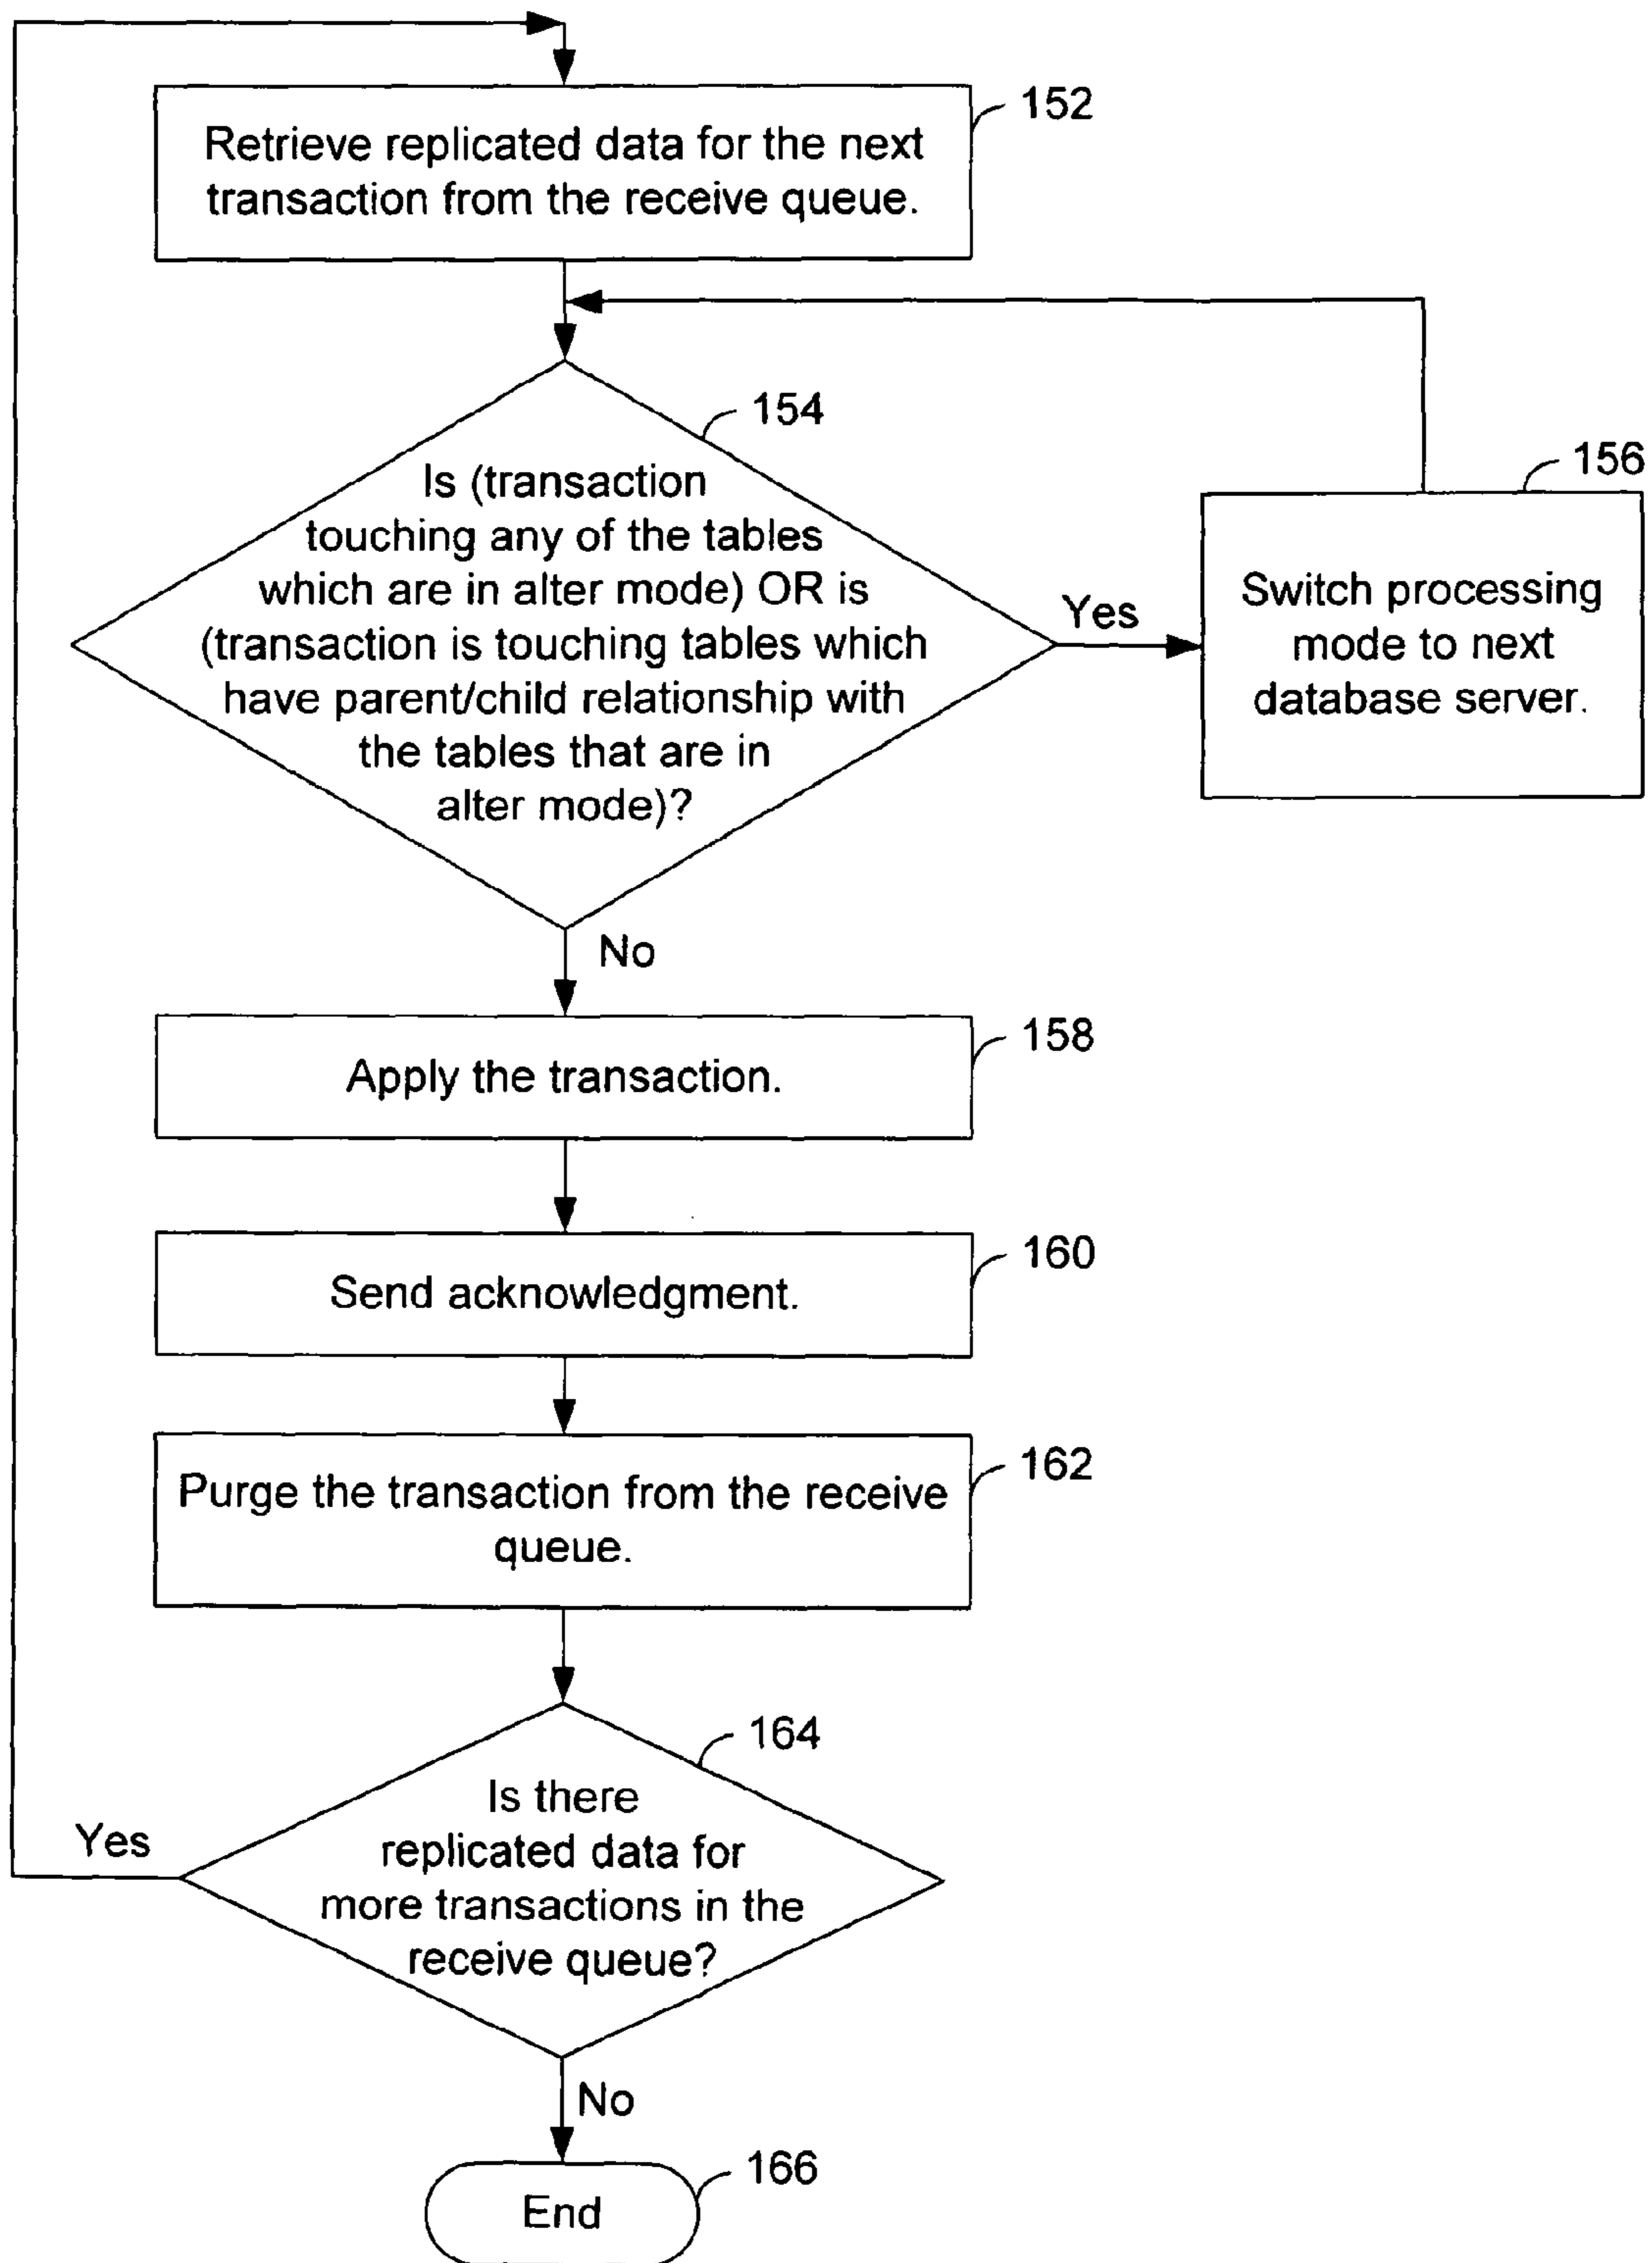 152
Retrieve replicated data for the next
transaction from the receive queue.
154
Is (transaction
touching any of the tables
which are in alter mode) OR is
(transaction is touching tables which
have parent/child relationship with
the tables that are in
alter mode)?
Yes
156
Switch processing
mode to next
database server.
No
158
Apply the transaction.
160
Send acknowledgment.
162
Purge the transaction from the receive
queue.
164
Is there
replicated data for
more transactions in the
receive queue?
Yes
No
166
End